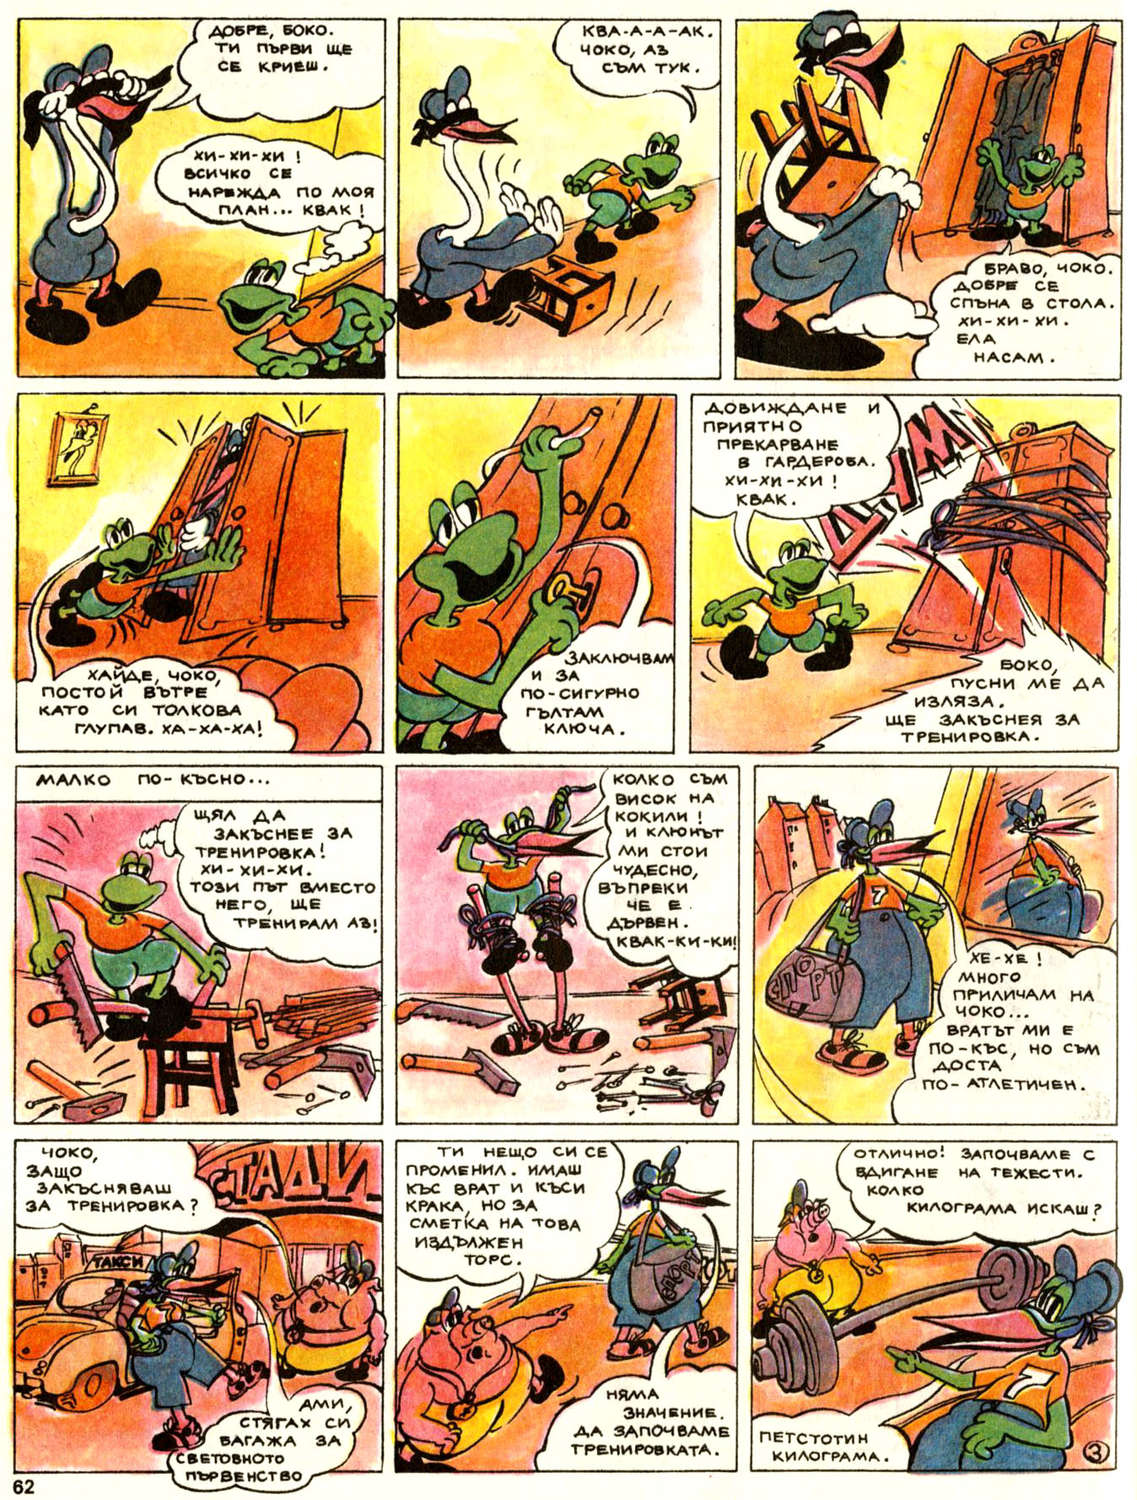 ДОБРЕ, БОКО.
ТИ ПЪРВИ ЩЕ
СЕ КРИЕШ.
ХИ-ХИ-ХИ!
ВСИЧКО СЕ
НАРЕЖДА ПО МОЯ
ПЛАН... КВАК!
КВА-А-А-АК.
ЧОКО, АЗ
СЪМ ТУК.
БРАВО, ЧОКО.
ДОБРЕ СЕ
СПЪНА В СТОЛА.
ХИ-ХИ-ХИ.
ЕЛА
НАСАМ.
ХАЙДЕ, ЧОКО,
ПОСТОЙ ВЪТРЕ
КАТО СИ ТОЛКОВА
ГЛУПАВ. ХА-ХА-ХА!
ЗАКЛЮЧВАМ
И ЗА
ПО-СИГУРНО
ГЪЛТАМ
КЛЮЧА.
ДОВИЖДАНЕ И
ПРИЯТНО
ПРЕКАРВАНЕ
В ГАРДЕРОБА.
ХИ-ХИ-ХИ!
КВАК.
ДУМ
БОКО,
ПУСНИ МЕ ДА
ИЗЛЯЗА.
ЩЕ ЗАКЪСНЕЯ ЗА
ТРЕНИРОВКА.
МАЛКО ПО-КЪСНО...
ЩЯЛ ДА
ЗАКЪСНЕЕ ЗА
ТРЕНИРОВКА!
ХИ-ХИ-ХИ.
ТОЗИ ПЪТ ВМЕСТО
НЕГО, ЩЕ
ТРЕНИРАМ АЗ!
КОЛКО СЪМ
ВИСОК НА
КОКИЛИ!
И КЛЮНЪТ
МИ СТОИ
ЧУДЕСНО,
ВЪПРЕКИ
ЧЕ Е
ДЪРВЕН.
КВАК-КИ-КИ!
7
СПОРТ
ХЕ-ХЕ!
МНОГО
ПРИЛИЧАМ НА
ЧОКО...
ВРАТЪТ МИ Е
ПО-КЪС, НО СЪМ
ДОСТА
ПО-АТЛЕТИЧЕН.
ЧОКО,
ЗАЩО
ЗАКЪСНЯВАШ
ЗА ТРЕНИРОВКА?
СТАДИ
ТАКСИ
АМИ,
СТЯГАХ СИ
БАГАЖА ЗА
СВЕТОВНОТО
ПЪРВЕНСТВО
ТИ НЕЩО СИ СЕ
ПРОМЕНИЛ. ИМАШ
КЪС ВРАТ И КЪСИ
КРАКА, НО ЗА
СМЕТКА НА ТОВА
ИЗДЪЛЖЕН
ТОРС.
СПОРТ
НЯМА
ЗНАЧЕНИЕ.
ДА ЗАПОЧВАМЕ
ТРЕНИРОВКАТА.
ОТЛИЧНО! ЗАПОЧВАМЕ С
ВДИГАНЕ НА ТЕЖЕСТИ.
КОЛКО
КИЛОГРАМА ИСКАШ?
7
ПЕТСТОТИН
КИЛОГРАМА.
3
62